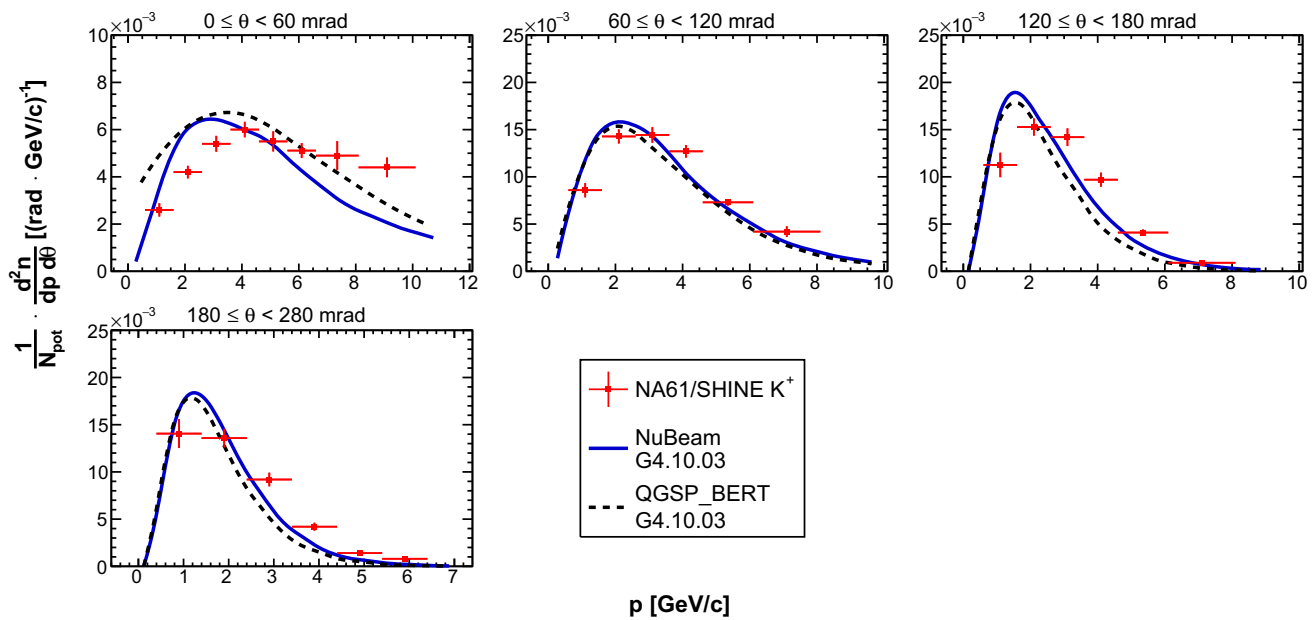 ×10⁻³ 0 ≤ θ < 60 mrad
10
8
6
4
2
0
0 2 4 6 8 10 12
×10⁻³ 60 ≤ θ < 120 mrad
25
20
15
10
5
0
0 2 4 6 8 10
×10⁻³ 120 ≤ θ < 180 mrad
25
20
15
10
5
0
0 2 4 6 8 10
1/N_pot · d²n/dp dθ [(rad · GeV/c)⁻¹]
×10⁻³ 180 ≤ θ < 280 mrad
25
20
15
10
5
0
0 1 2 3 4 5 6 7
NA61/SHINE K⁺
NuBeam
G4.10.03
QGSP_BERT
G4.10.03
p [GeV/c]